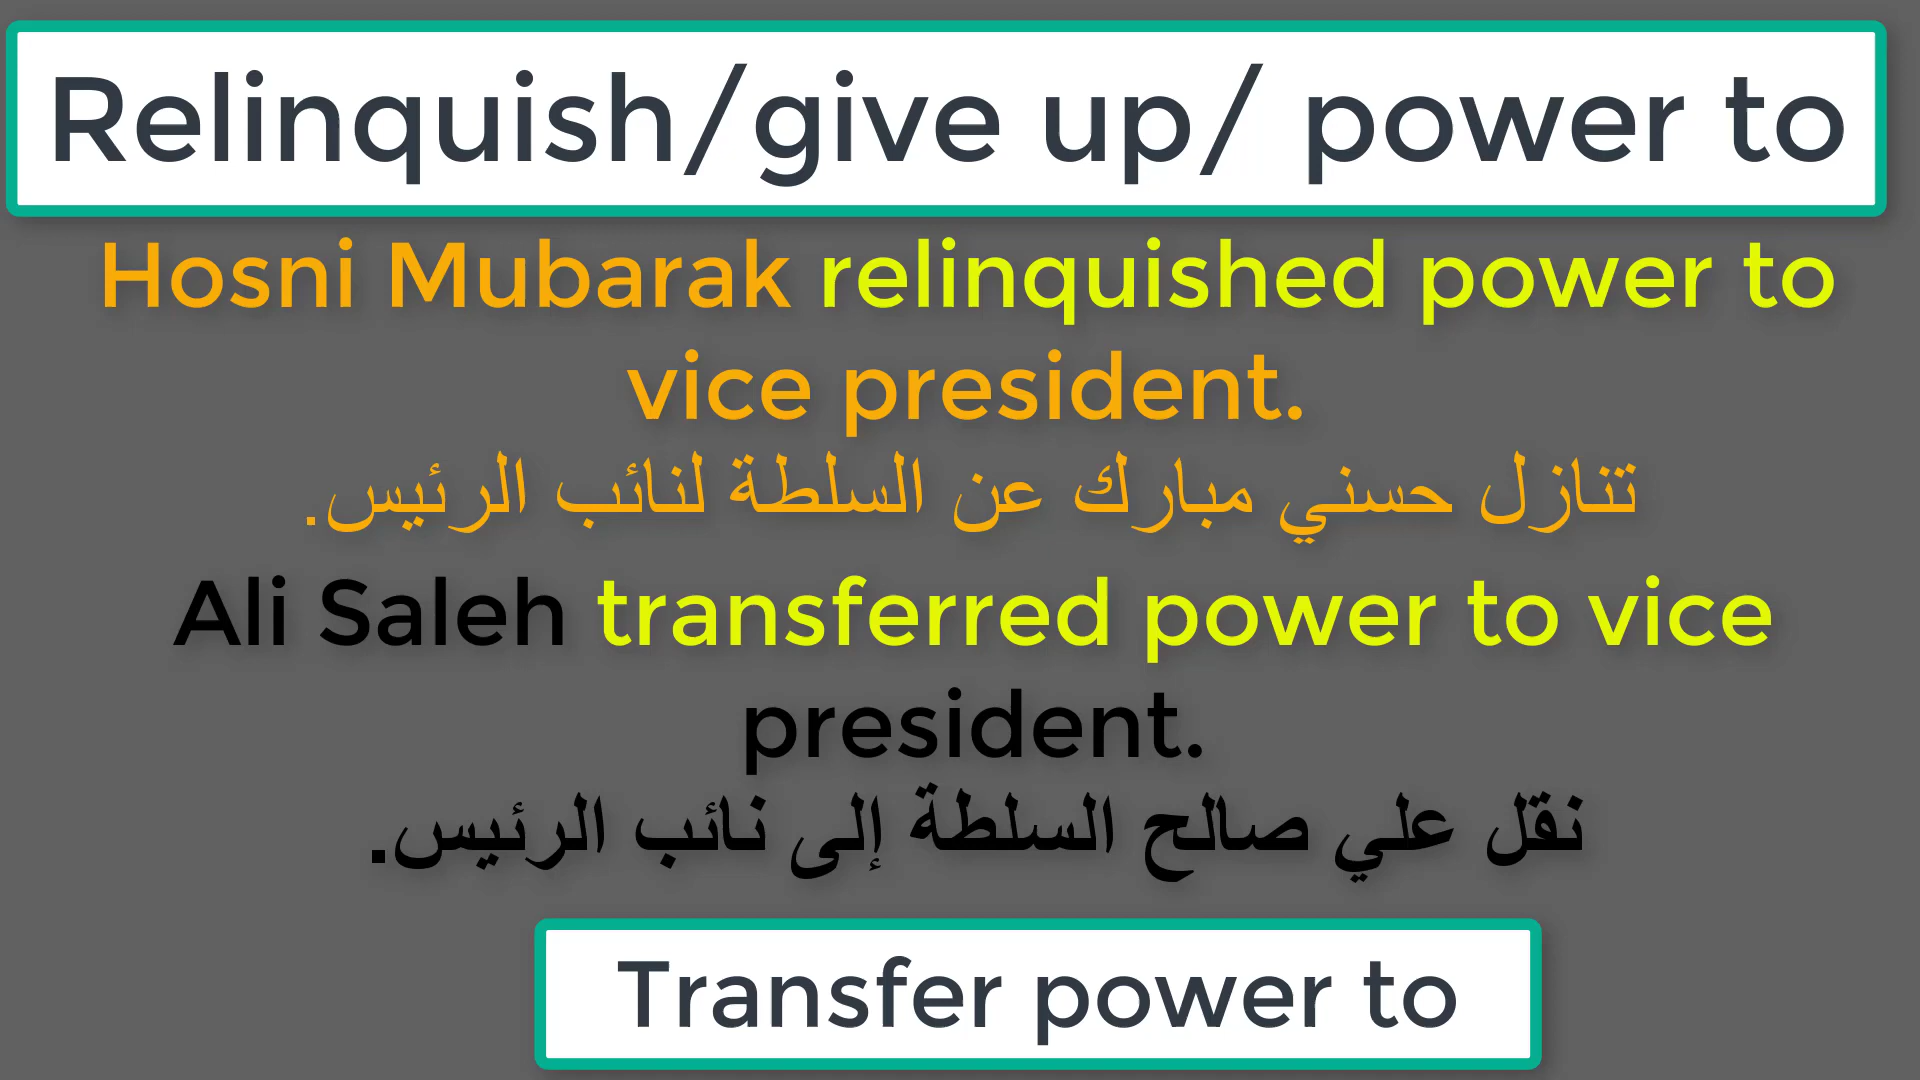 Relinquish/give up/ power to
Hosni Mubarak relinquished power to
vice president.
تنازل حسني مبارك عن السلطة لنائب الرئيس.
Ali Saleh transferred power to vice
president.
نقل علي صالح السلطة إلى نائب الرئيس.
Transfer power to